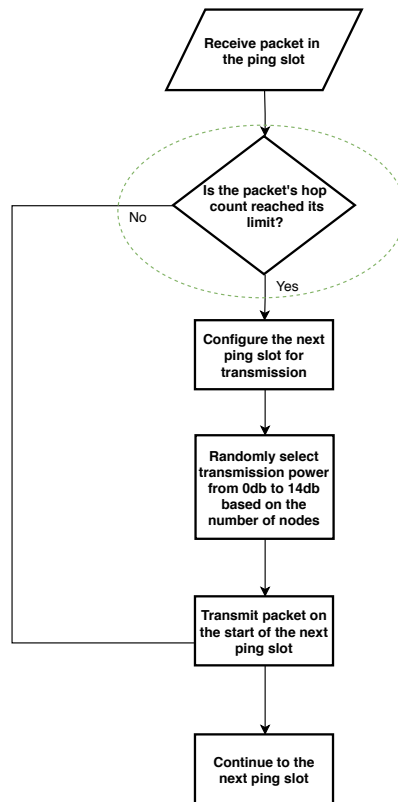 Receive packet in
the ping slot
Is the packet's hop
count reached its
limit?
No
Yes
Configure the next
ping slot for
transmission
Randomly select
transmission power
from 0db to 14db
based on the
number of nodes
Transmit packet on
the start of the next
ping slot
Continue to the
next ping slot